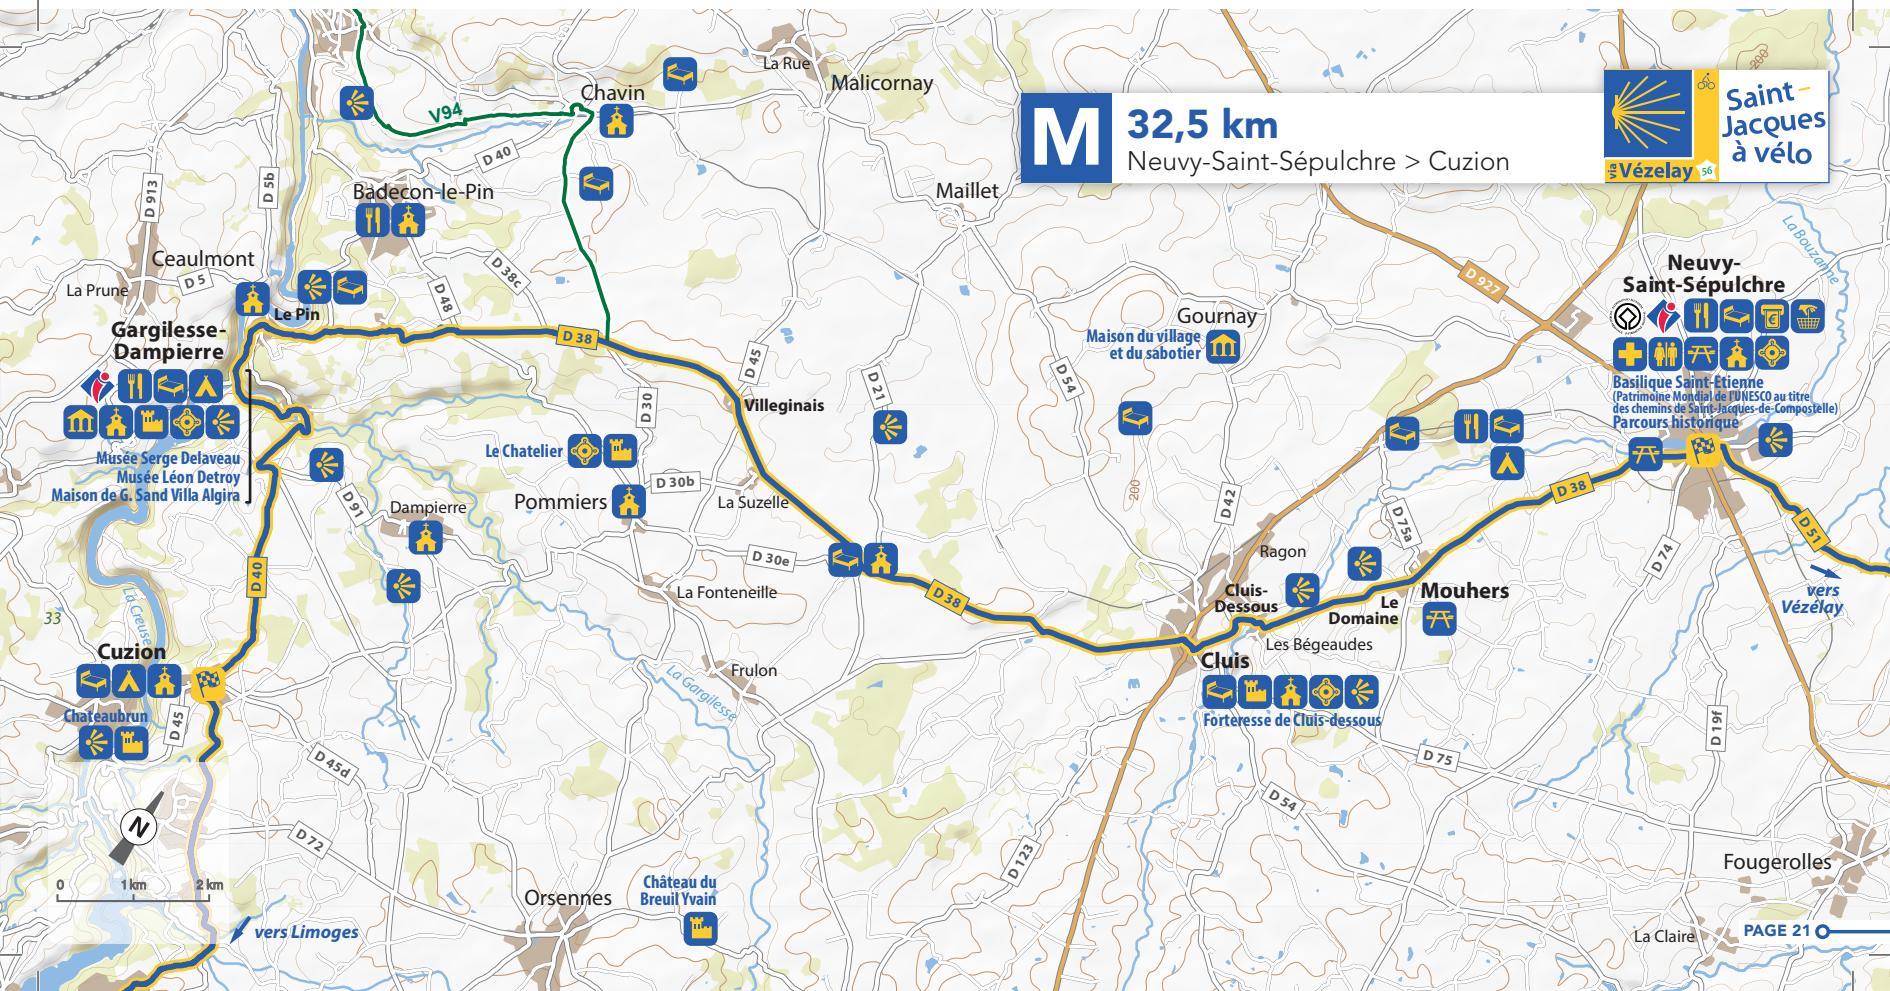 M
32,5 km
Neuvy-Saint-Sépulchre > Cuzion
Saint-
Jacques
à vélo
via Vézelay
56
200
La Bouzanne
La Rue
Malicornay
Chavin
V94
D 40
D 913
D 5b
Badecon-le-Pin
Maillet
Ceaulmont
D 5
La Prune
D 48
D 38c
Le Pin
Gargilesse-
Dampierre
D 38
D 45
D 21
D 54
Gournay
Maison du village
et du sabotier
D 927
Neuvy-
Saint-Sépulchre
Basilique Saint-Etienne
(Patrimoine Mondial de l'UNESCO au titre
des chemins de Saint-Jacques-de-Compostelle)
Parcours historique
Villeginais
D 30
Musée Serge Delaveau
Musée Léon Detroy
Maison de G. Sand Villa Algira
Le Chatelier
Pommiers
D 30b
La Suzelle
D 91
Dampierre
D 30e
200
D 42
D 75a
D 38
D 51
D 74
vers
Vézelay
Ragon
Cluis-
Dessous
Le
Domaine
Mouhers
Les Bégeaudes
Cluis
Forteresse de Cluis-dessous
D 38
La Fonteneille
Frulon
La Gargilesse
D 40
33
La Creuse
Cuzion
Chateaubrun
D 45
D 45d
D 72
N
0
1 km
2 km
vers Limoges
Orsennes
Château du
Breuil Yvain
D 123
D 54
D 75
D 19f
Fougerolles
La Claire
PAGE 21